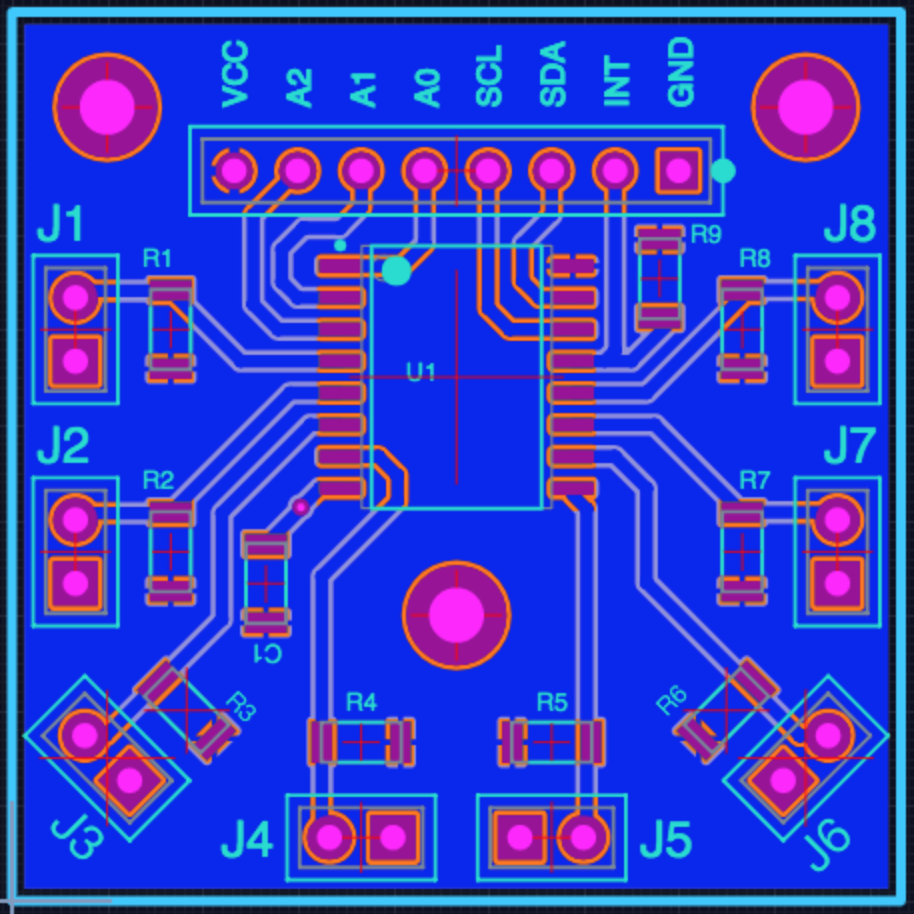 VCC A2 A1 A0 SCL SDA INT GND
J1 J8
R1 R9 R8
U1
J2 J7
R2 R7
C1
R3 R4 R5 R6
J3 J4 J5 J6